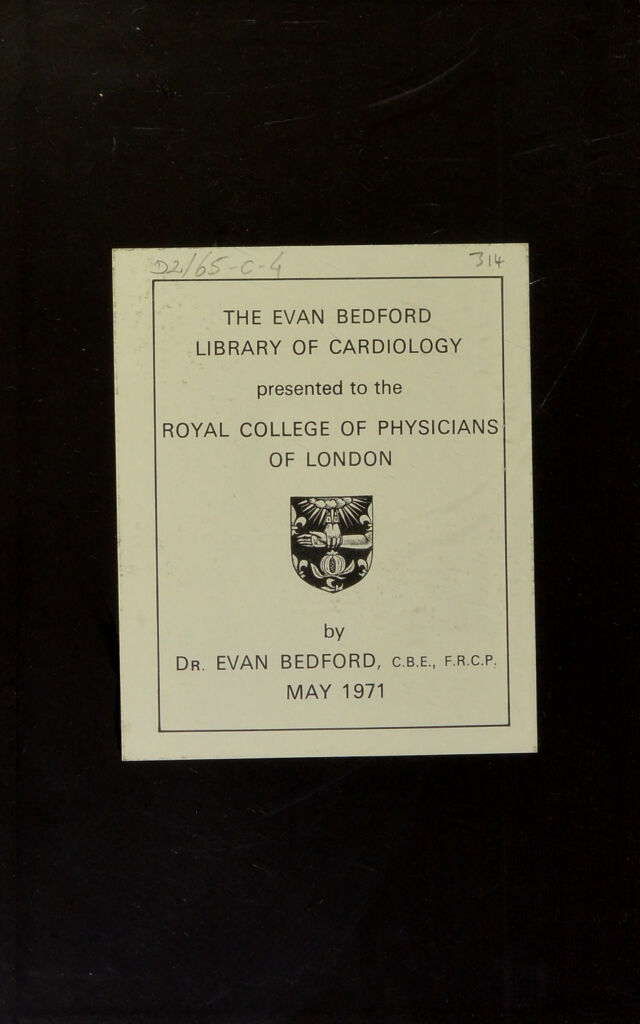 D2/65-C-4 314
THE EVAN BEDFORD
LIBRARY OF CARDIOLOGY
presented to the
ROYAL COLLEGE OF PHYSICIANS
OF LONDON
by
DR. EVAN BEDFORD, C.B.E., F.R.C.P.
MAY 1971